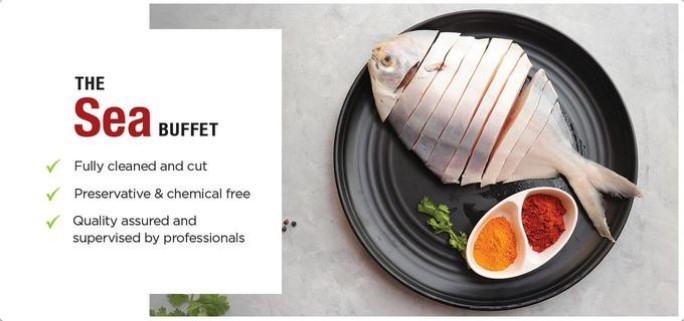 THE
Sea BUFFET
Fully cleaned and cut
Preservative & chemical free
Quality assured and
supervised by professionals